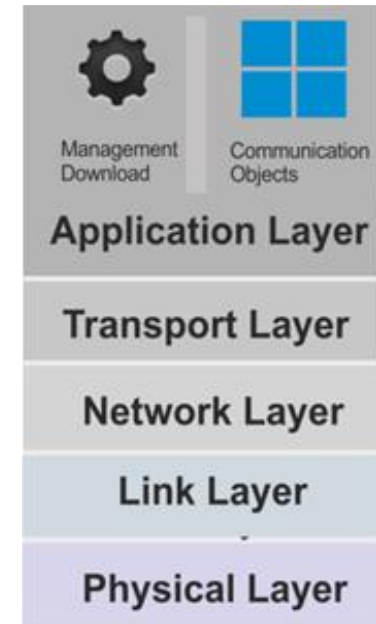 Management
Download
Communication
Objects
Application Layer
Transport Layer
Network Layer
Link Layer
Physical Layer